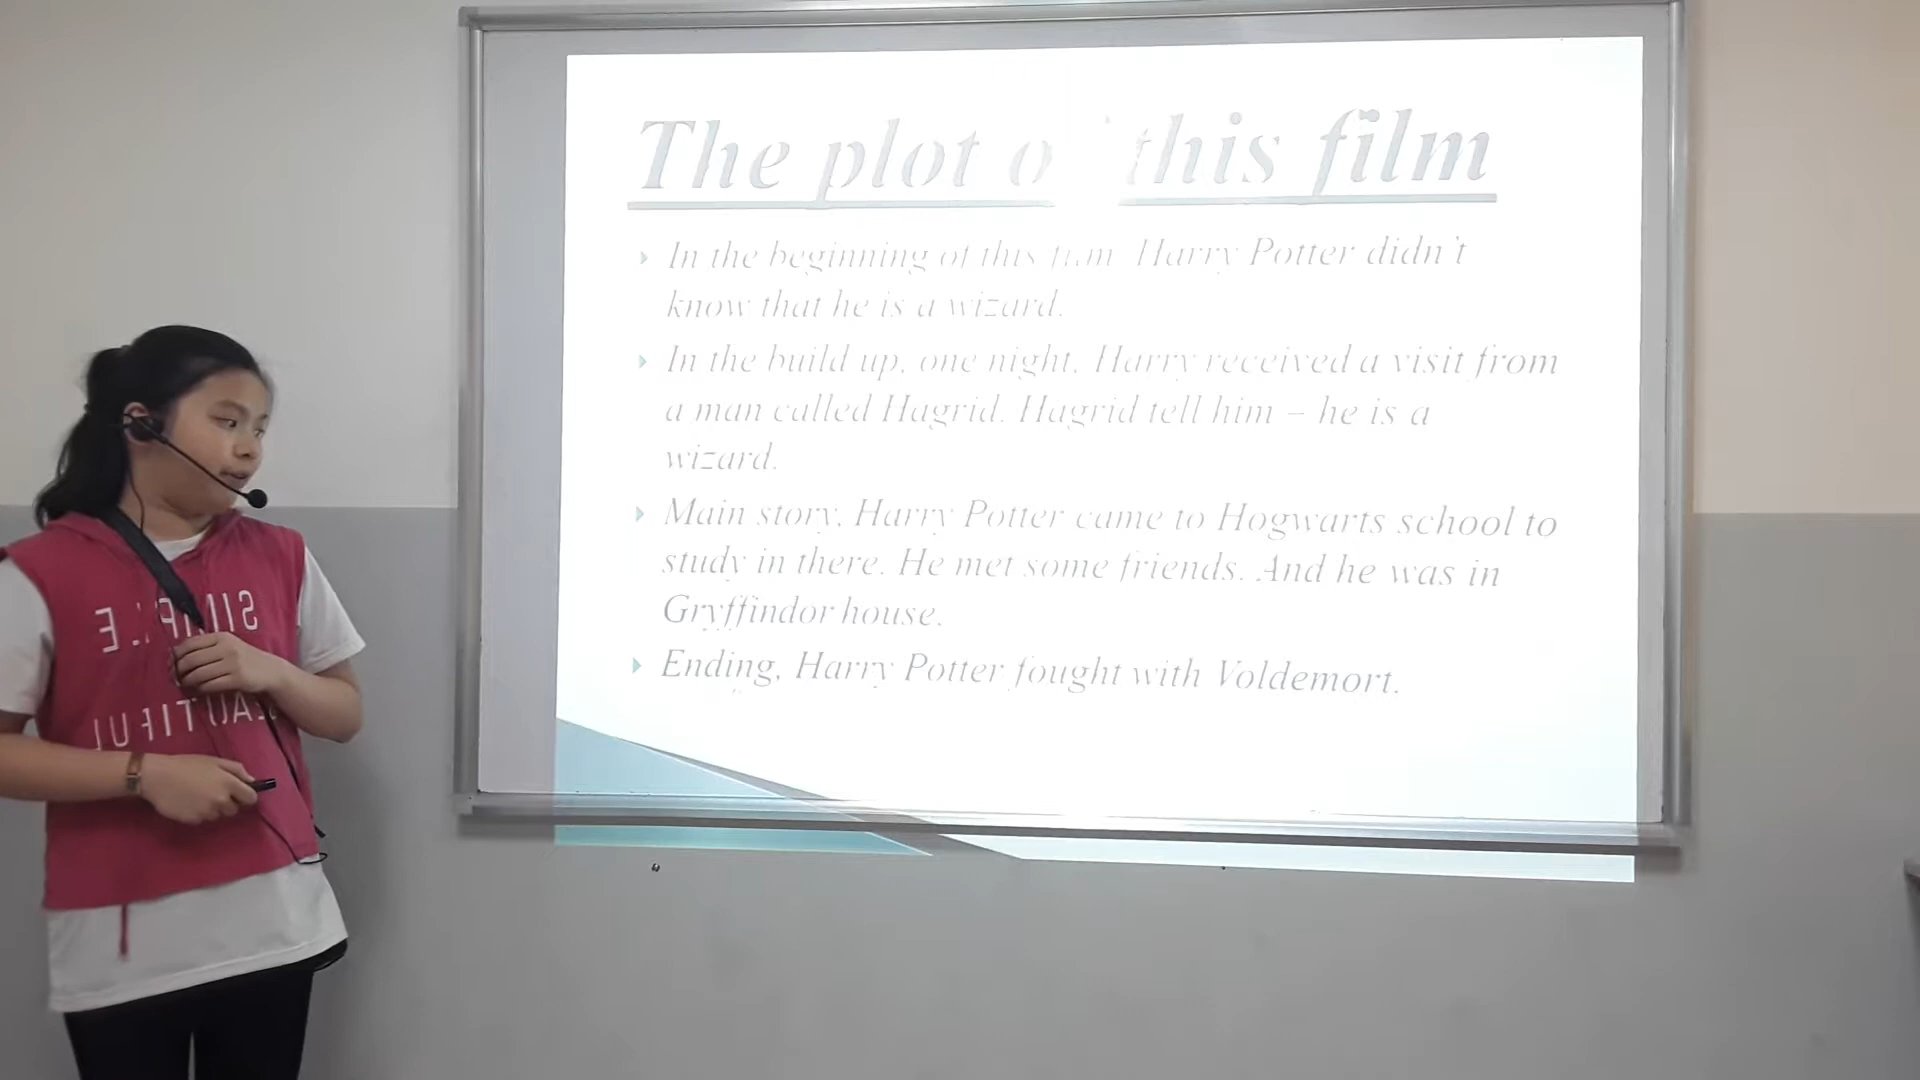 The plot of this film
In the beginning of this film Harry Potter didn't
know that he is a wizard.
In the build up, one night, Harry received a visit from
a man called Hagrid. Hagrid tell him – he is a
wizard.
Main story, Harry Potter came to Hogwarts school to
study in there. He met some friends. And he was in
Gryffindor house.
Ending, Harry Potter fought with Voldemort.
SIMPLE
BEAUTIFUL